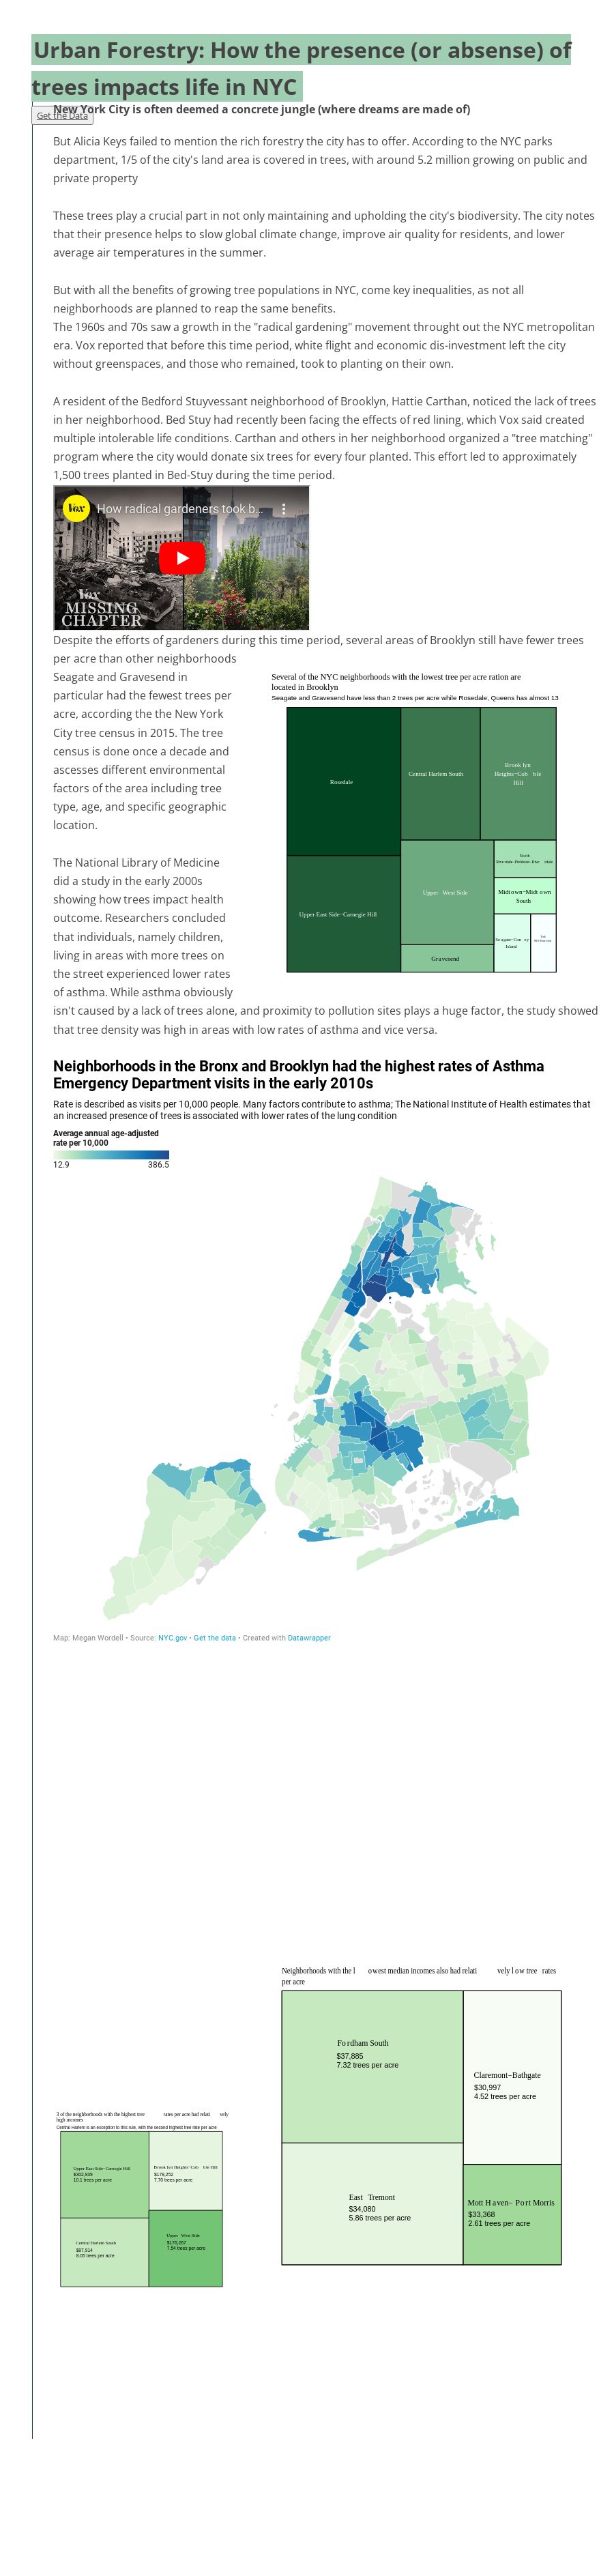 Urban Forestry: How the presence (or absense) of
trees impacts life in NYC
New York City is often deemed a concrete jungle (where dreams are made of)
Get the Data
But Alicia Keys failed to mention the rich forestry the city has to offer. According to the NYC parks
department, 1/5 of the city's land area is covered in trees, with around 5.2 million growing on public and
private property
These trees play a crucial part in not only maintaining and upholding the city's biodiversity. The city notes
that their presence helps to slow global climate change, improve air quality for residents, and lower
average air temperatures in the summer.
But with all the benefits of growing tree populations in NYC, come key inequalities, as not all
neighborhoods are planned to reap the same benefits.
The 1960s and 70s saw a growth in the "radical gardening" movement throught out the NYC metropolitan
era. Vox reported that before this time period, white flight and economic dis-investment left the city
without greenspaces, and those who remained, took to planting on their own.
A resident of the Bedford Stuyvessant neighborhood of Brooklyn, Hattie Carthan, noticed the lack of trees
in her neighborhood. Bed Stuy had recently been facing the effects of red lining, which Vox said created
multiple intolerable life conditions. Carthan and others in her neighborhood organized a "tree matching"
program where the city would donate six trees for every four planted. This effort led to approximately
1,500 trees planted in Bed-Stuy during the time period.
Vox
How radical gardeners took b...
Vox
MISSING
CHAPTER
Despite the efforts of gardeners during this time period, several areas of Brooklyn still have fewer trees
per acre than other neighborhoods
Seagate and Gravesend in
particular had the fewest trees per
acre, according the the New York
City tree census in 2015. The tree
census is done once a decade and
ascesses different environmental
factors of the area including tree
type, age, and specific geographic
location.
The National Library of Medicine
did a study in the early 2000s
showing how trees impact health
outcome. Researchers concluded
that individuals, namely children,
living in areas with more trees on
the street experienced lower rates
of asthma. While asthma obviously
isn't caused by a lack of trees alone, and proximity to pollution sites plays a huge factor, the study showed
that tree density was high in areas with low rates of asthma and vice versa.
Several of the NYC neighborhoods with the lowest tree per acre ration are
located in Brooklyn
Seagate and Gravesend have less than 2 trees per acre while Rosedale, Queens has almost 13
Rosedale
Central Harlem South
Brook lyn
Heights-Cob ble
Hill
Upper East Side-Carnegie Hill
Upper West Side
North
Midtown-Midt own
South
Gravesend
Seagate-Con ey
Island
Neighborhoods in the Bronx and Brooklyn had the highest rates of Asthma
Emergency Department visits in the early 2010s
Rate is described as visits per 10,000 people. Many factors contribute to asthma; The National Institute of Health estimates that
an increased presence of trees is associated with lower rates of the lung condition
Average annual age-adjusted
rate per 10,000
12.9 386.5
Map: Megan Wordell • Source: NYC.gov • Get the data • Created with Datawrapper
Neighborhoods with the l owest median incomes also had relati vely l ow tree rates
per acre
Fo rdham South
$37,885
7.32 trees per acre
Claremont-Bathgate
$30,997
4.52 trees per acre
East Tremont
$34,080
5.86 trees per acre
Mott H aven- Po rt Morris
$33,368
2.61 trees per acre
3 of the neighborhoods with the highest tree rates per acre had relati vely
high incomes
Central Harlem is an exception to this rule, with the second highest tree rate per acre
Upper East Side-Carnegie Hill
10.1 trees per acre
Brook lyn Heights-Cob ble Hill
$179,252
7.70 trees per acre
Central Harlem South
8.05 trees per acre
Upper West Side
7.54 trees per acre